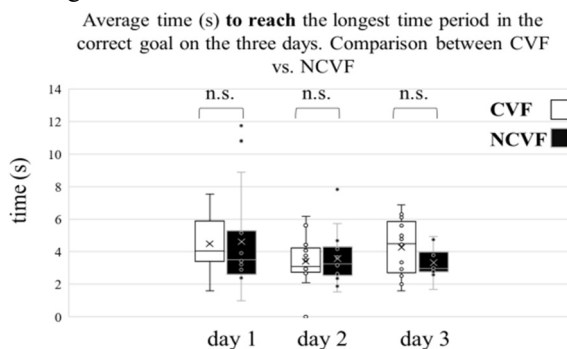 Average time (s) to reach the longest time period in the
correct goal on the three days. Comparison between CVF
vs. NCVF
14
12
10
8
6
4
2
0
time (s)
n.s. n.s. n.s.
CVF
NCVF
day 1 day 2 day 3